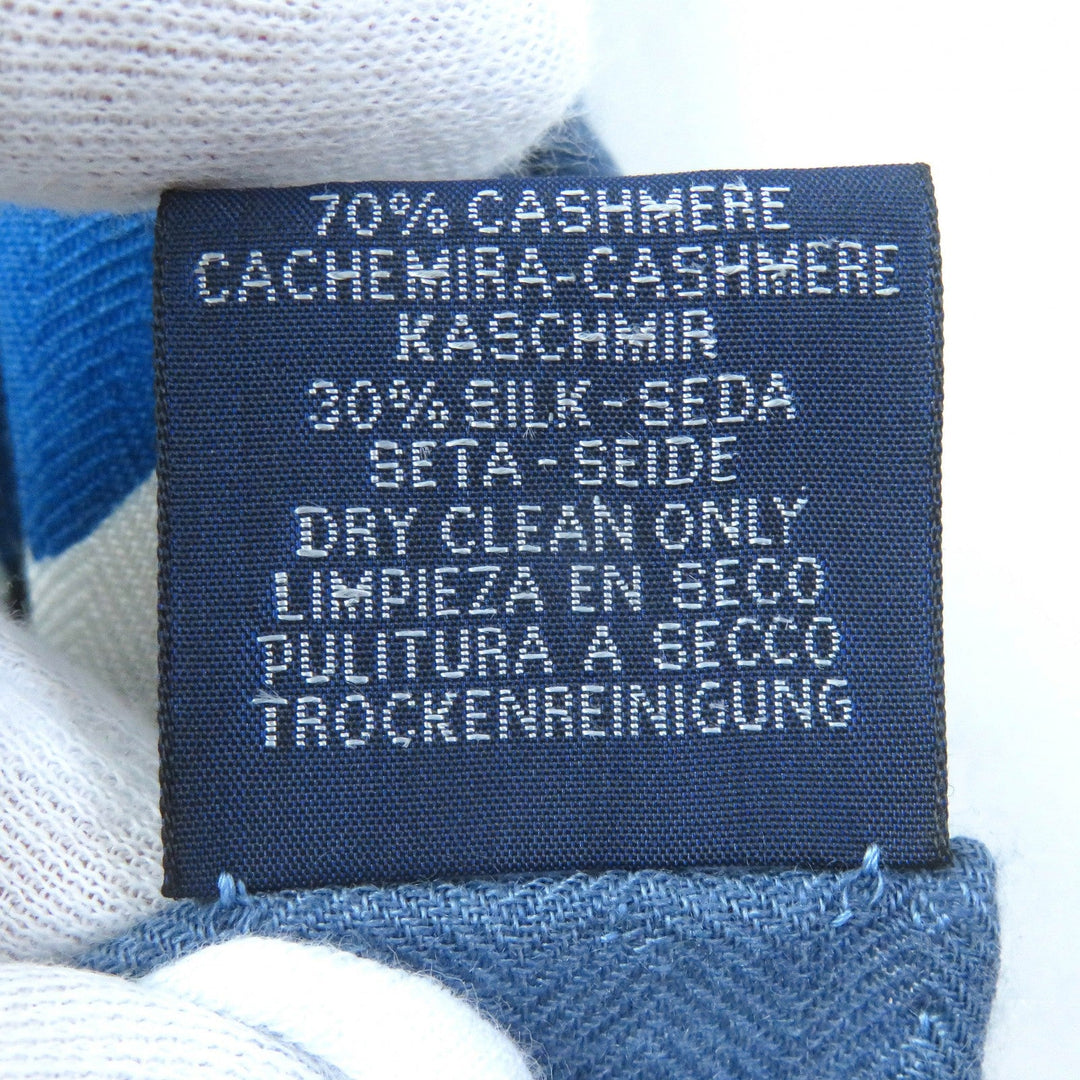 70% CASHMERE
CACHEMIRA-CASHMERE
KASCHMIR
30% SILK-SEDA
SETA-SEIDE
DRY CLEAN ONLY
LIMPIEZA EN SECO
PULITURA A SECCO
TROCKENREINIGUNG